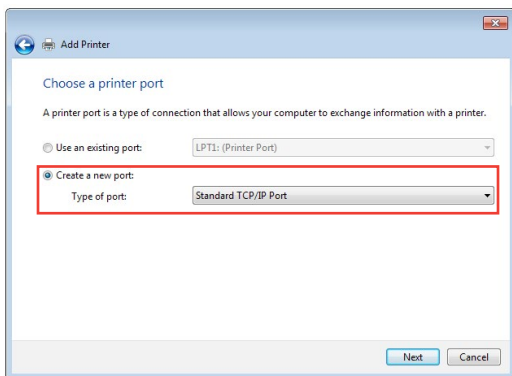 Add Printer
Choose a printer port
A printer port is a type of connection that allows your computer to exchange information with a printer.
Use an existing port: LPT1: (Printer Port)
Create a new port:
Type of port: Standard TCP/IP Port
Next Cancel